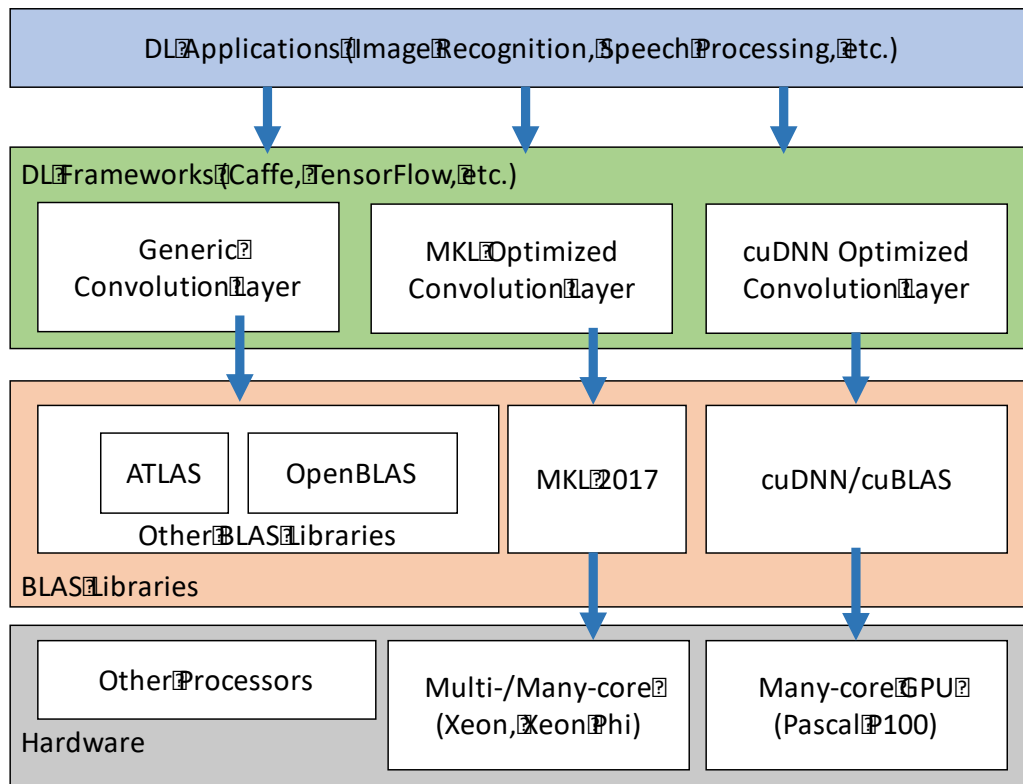 DL Applications (Image Recognition, Speech Processing, etc.)
DL Frameworks (Caffe, TensorFlow, etc.)
Generic
Convolution Layer
MKL Optimized
Convolution Layer
cuDNN Optimized
Convolution Layer
ATLAS
OpenBLAS
Other BLAS Libraries
MKL 2017
cuDNN/cuBLAS
BLAS Libraries
Other Processors
Multi-/Many-core
(Xeon, Xeon Phi)
Many-core GPU
(Pascal P100)
Hardware